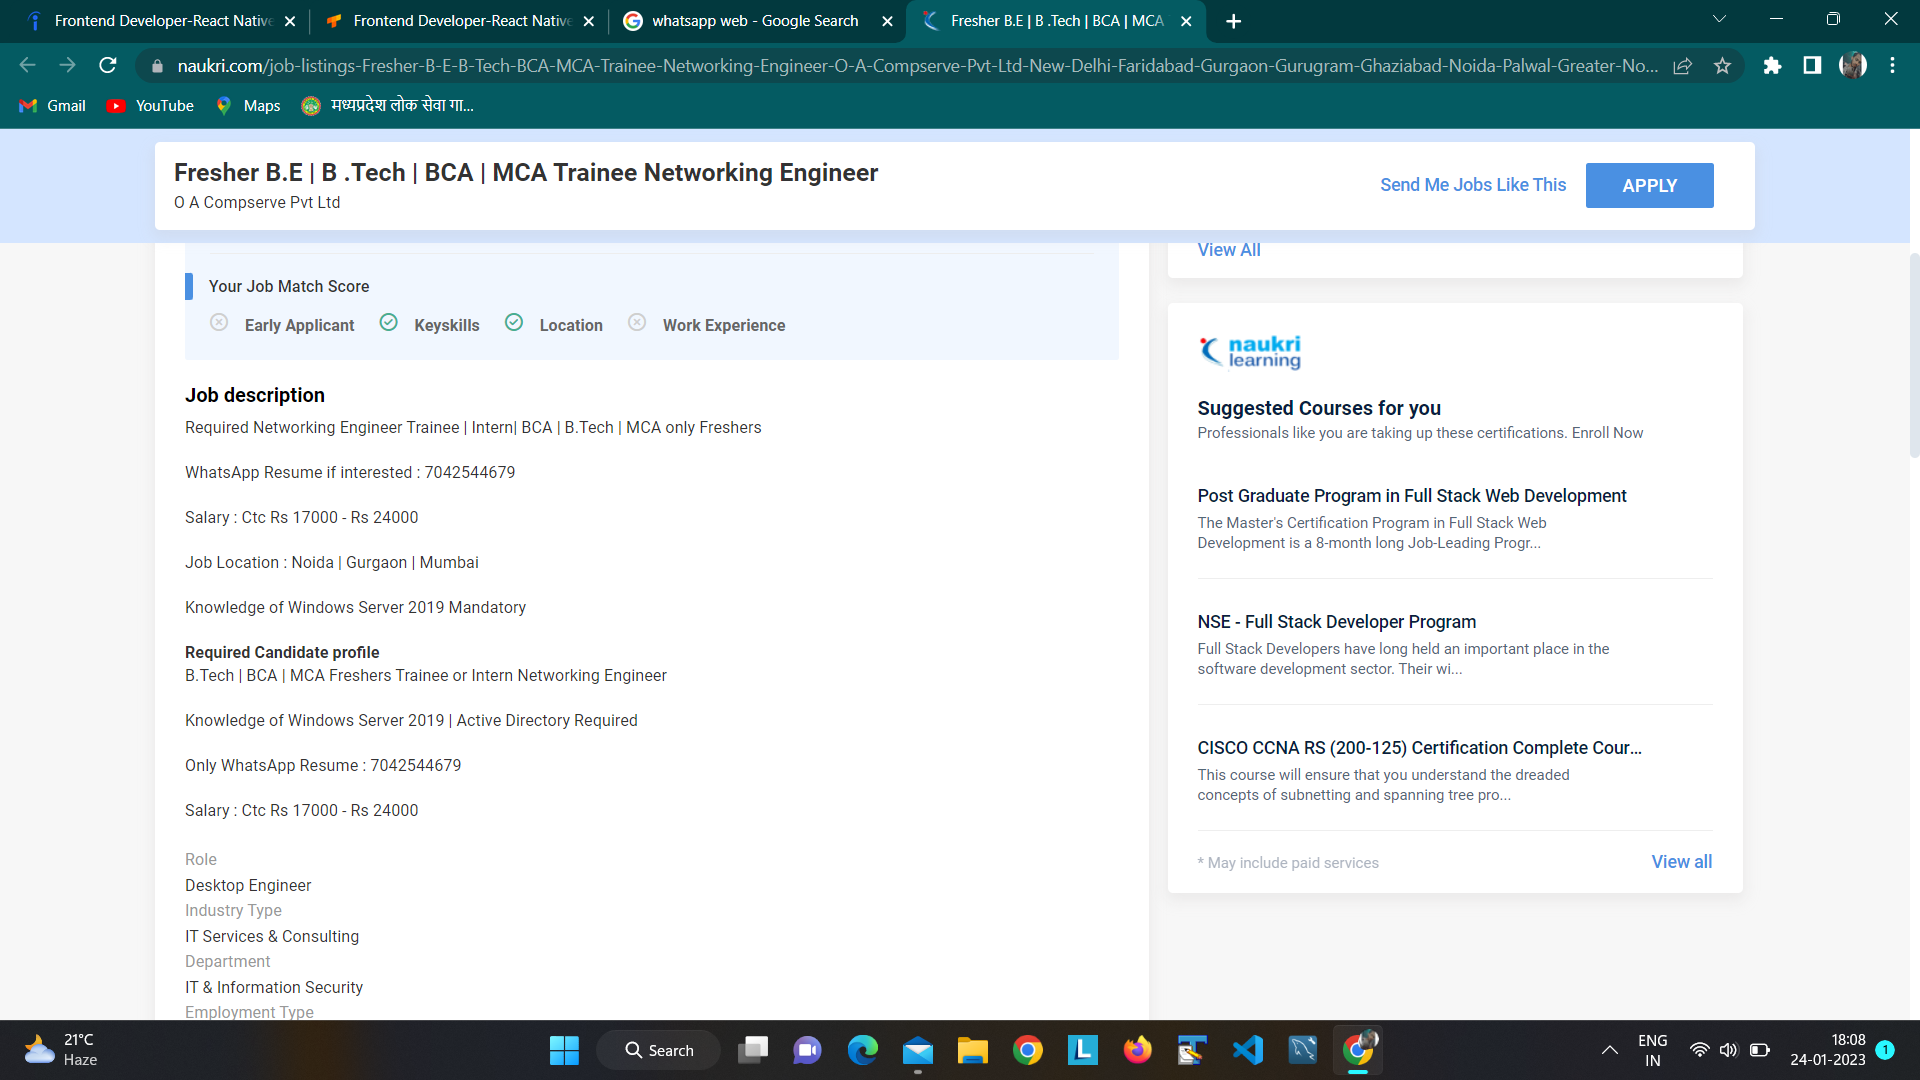 Frontend Developer-React Native
Frontend Developer-React Native
whatsapp web - Google Search
Fresher B.E | B .Tech | BCA | MCA
naukri.com/job-listings-Fresher-B-E-B-Tech-BCA-MCA-Trainee-Networking-Engineer-O-A-Compserve-Pvt-Ltd-New-Delhi-Faridabad-Gurgaon-Gurugram-Ghaziabad-Noida-Palwal-Greater-No...
Gmail
YouTube
Maps
मध्यप्रदेश लोक सेवा गा...
Fresher B.E | B .Tech | BCA | MCA Trainee Networking Engineer
O A Compserve Pvt Ltd
Send Me Jobs Like This
APPLY
Your Job Match Score
Early Applicant
Keyskills
Location
Work Experience
Job description
Required Networking Engineer Trainee | Intern| BCA | B.Tech | MCA only Freshers
WhatsApp Resume if interested : 7042544679
Salary : Ctc Rs 17000 - Rs 24000
Job Location : Noida | Gurgaon | Mumbai
Knowledge of Windows Server 2019 Mandatory
Required Candidate profile
B.Tech | BCA | MCA Freshers Trainee or Intern Networking Engineer
Knowledge of Windows Server 2019 | Active Directory Required
Only WhatsApp Resume : 7042544679
Salary : Ctc Rs 17000 - Rs 24000
Role
Desktop Engineer
Industry Type
IT Services & Consulting
Department
IT & Information Security
Employment Type
View All
naukri
learning
Suggested Courses for you
Professionals like you are taking up these certifications. Enroll Now
Post Graduate Program in Full Stack Web Development
The Master's Certification Program in Full Stack Web
Development is a 8-month long Job-Leading Progr...
NSE - Full Stack Developer Program
Full Stack Developers have long held an important place in the
software development sector. Their wi...
CISCO CCNA RS (200-125) Certification Complete Cour...
This course will ensure that you understand the dreaded
concepts of subnetting and spanning tree pro...
* May include paid services
View all
21°C
Haze
Search
L
ENG
IN
18:08
24-01-2023
1